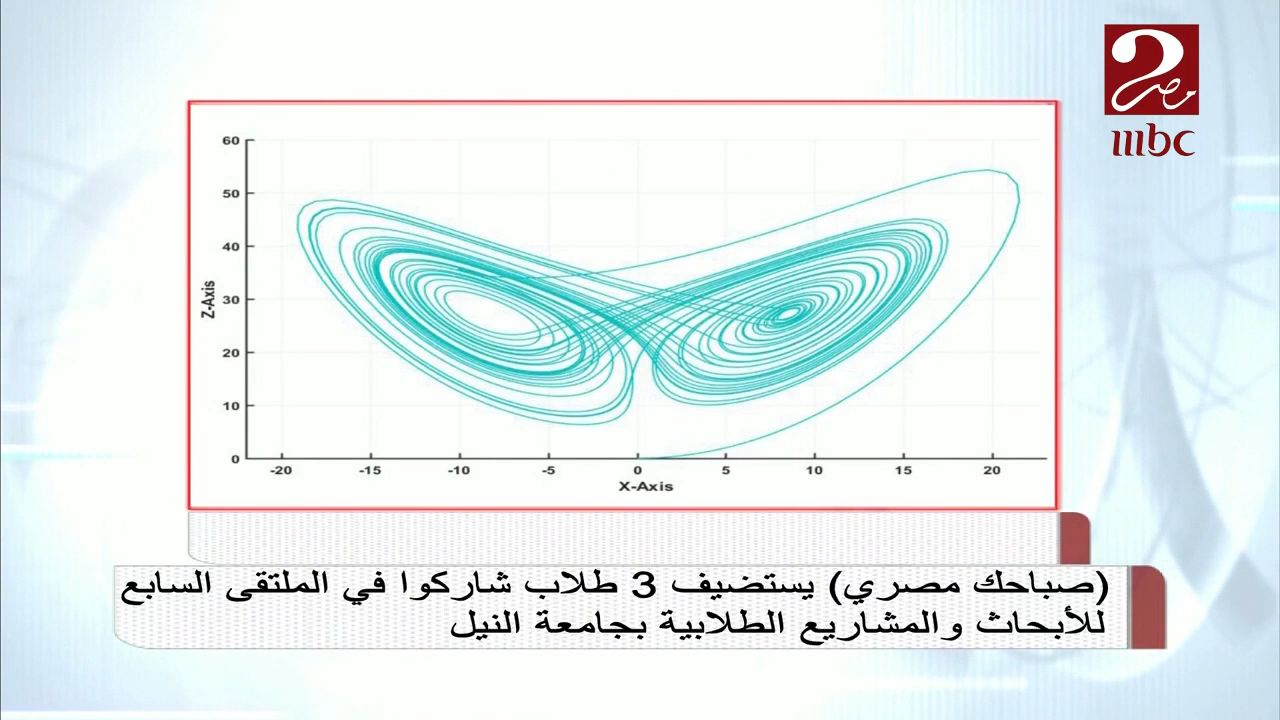 مصر
2
mbc
60
50
40
30
20
10
0
Z-Axis
-20 -15 -10 -5 0 5 10 15 20
X-Axis
(صباحك مصري) يستضيف 3 طلاب شاركوا في الملتقى السابع
للأبحاث والمشاريع الطلابية بجامعة النيل